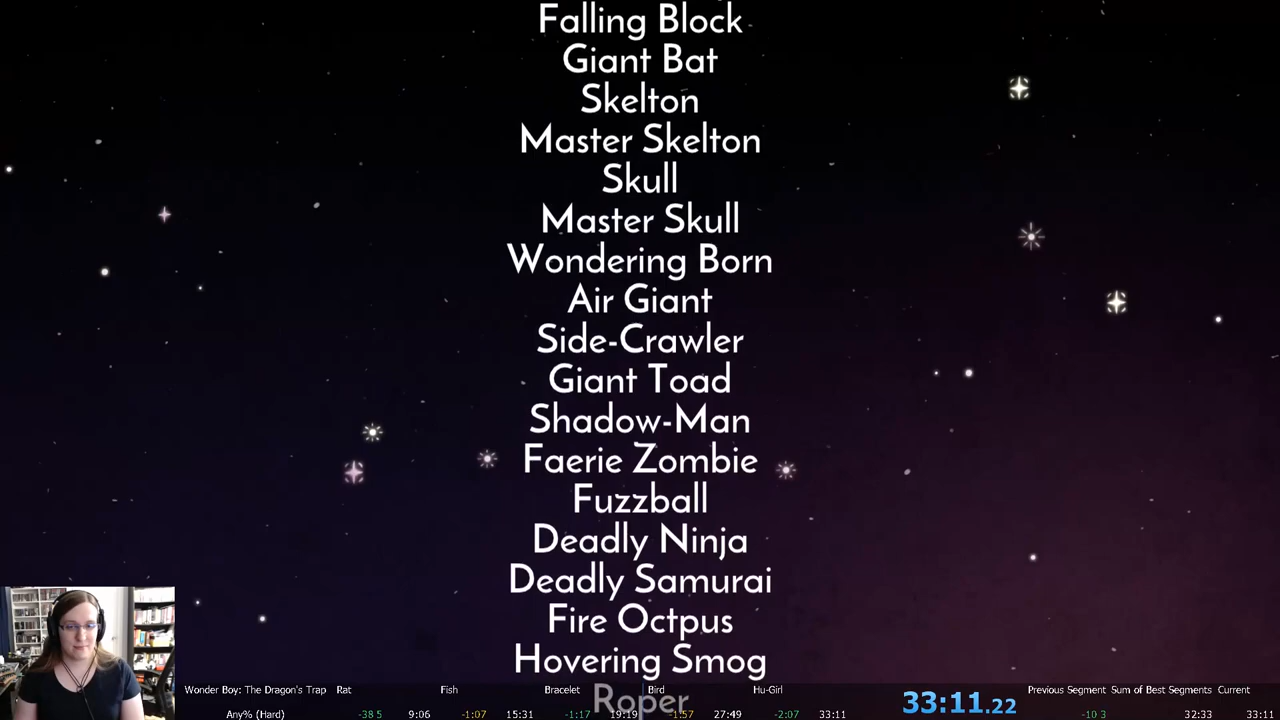 Falling Block
Giant Bat
Skelton
Master Skelton
Skull
Master Skull
Wondering Born
Air Giant
Side-Crawler
Giant Toad
Shadow-Man
Faerie Zombie
Fuzzball
Deadly Ninja
Deadly Samurai
Fire Octpus
Hovering Smog
Roper
Wonder Boy: The Dragon's Trap Rat Fish Bracelet Bird Hu-Girl 33:11.22 Previous Segment Sum of Best Segments Current
Any% (Hard) -38.5 9:06 -1:07 15:31 -1:17 19:19 -1:57 27:49 -2:07 33:11 -10.3 32:33 33:11